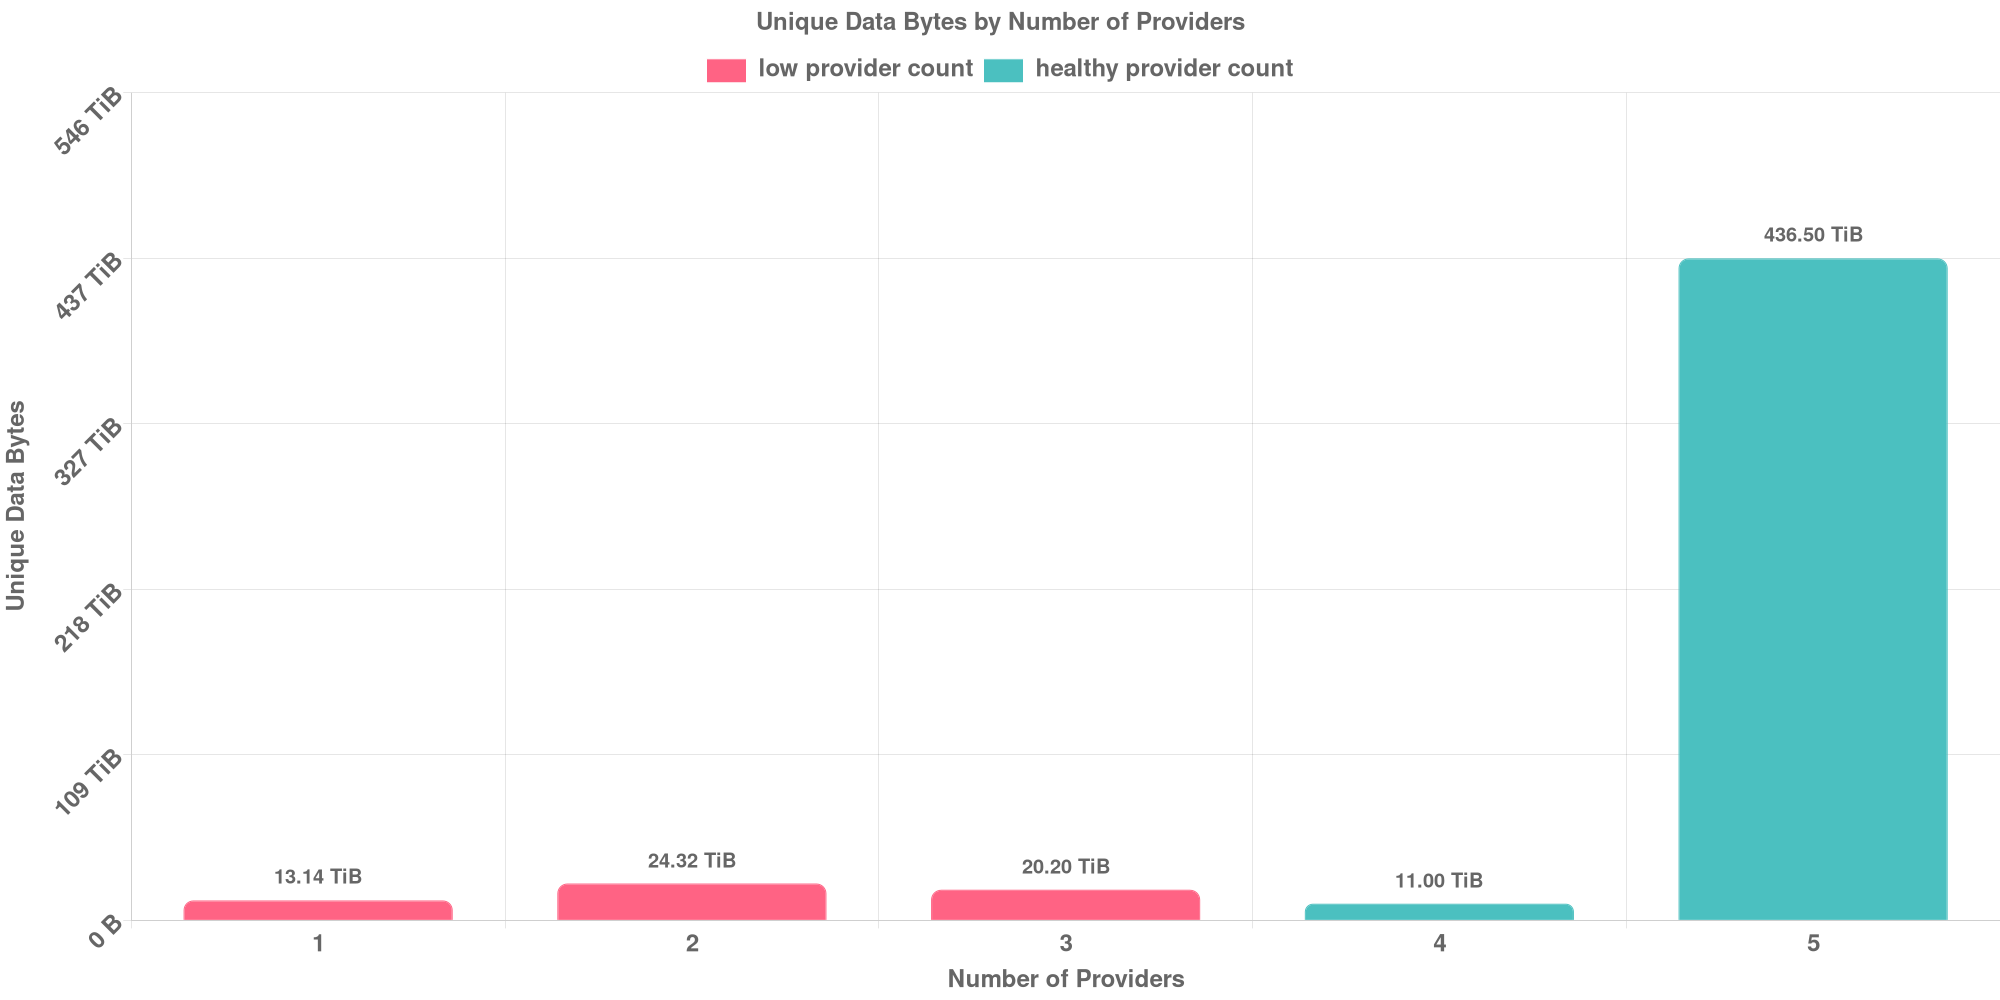 Unique Data Bytes by Number of Providers
low provider count
healthy provider count
546 TiB
437 TiB
327 TiB
218 TiB
109 TiB
0 B
Unique Data Bytes
13.14 TiB
24.32 TiB
20.20 TiB
11.00 TiB
436.50 TiB
1
2
3
4
5
Number of Providers